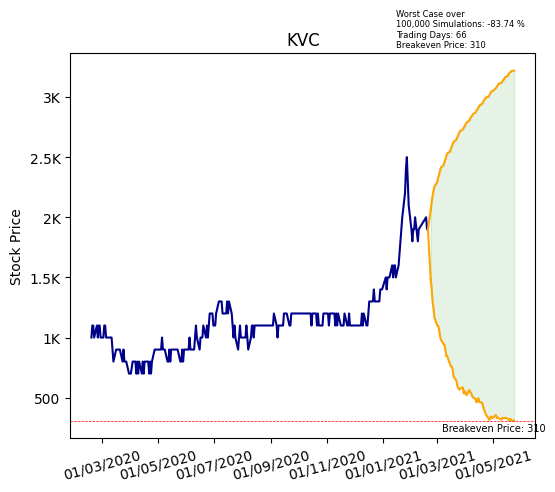 Worst Case over
100,000 Simulations: -83.74 %
Trading Days: 66
Breakeven Price: 310
KVC
Stock Price
3K
2.5K
2K
1.5K
1K
500
Breakeven Price: 310
01/03/2020
01/05/2020
01/07/2020
01/09/2020
01/11/2020
01/01/2021
01/03/2021
01/05/2021